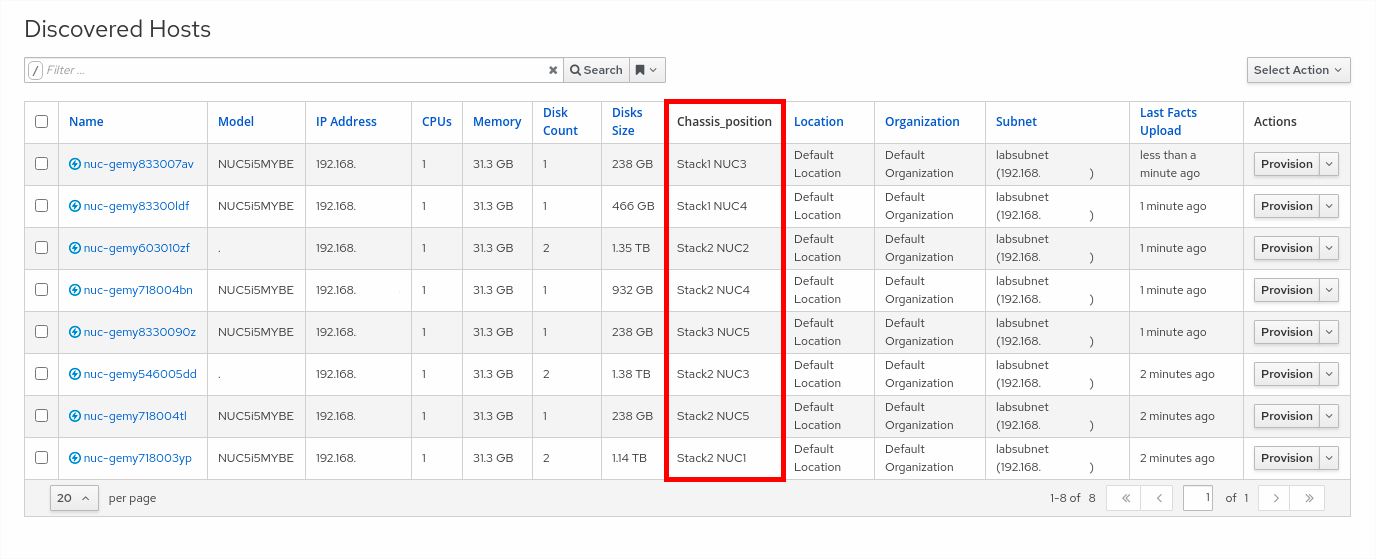 Discovered Hosts
/ Filter ... Search Select Action
Name Model IP Address CPUs Memory Disk Count Disks Size Chassis_position Location Organization Subnet Last Facts Upload Actions
nuc-gemy833007av NUC5i5MYBE 192.168. 1 31.3 GB 1 238 GB Stack1 NUC3 Default Location Default Organization labsubnet (192.168. ) less than a minute ago Provision
nuc-gemy83300ldf NUC5i5MYBE 192.168. 1 31.3 GB 1 466 GB Stack1 NUC4 Default Location Default Organization labsubnet (192.168. ) 1 minute ago Provision
nuc-gemy603010zf . 192.168. 1 31.3 GB 2 1.35 TB Stack2 NUC2 Default Location Default Organization labsubnet (192.168. ) 1 minute ago Provision
nuc-gemy718004bn NUC5i5MYBE 192.168. 1 31.3 GB 1 932 GB Stack2 NUC4 Default Location Default Organization labsubnet (192.168. ) 1 minute ago Provision
nuc-gemy8330090z NUC5i5MYBE 192.168. 1 31.3 GB 1 238 GB Stack3 NUC5 Default Location Default Organization labsubnet (192.168. ) 1 minute ago Provision
nuc-gemy546005dd . 192.168. 1 31.3 GB 2 1.38 TB Stack2 NUC3 Default Location Default Organization labsubnet (192.168. ) 2 minutes ago Provision
nuc-gemy718004tl NUC5i5MYBE 192.168. 1 31.3 GB 1 238 GB Stack2 NUC5 Default Location Default Organization labsubnet (192.168. ) 2 minutes ago Provision
nuc-gemy718003yp NUC5i5MYBE 192.168. 1 31.3 GB 2 1.14 TB Stack2 NUC1 Default Location Default Organization labsubnet (192.168. ) 2 minutes ago Provision
20 per page 1-8 of 8 « < 1 of 1 > »